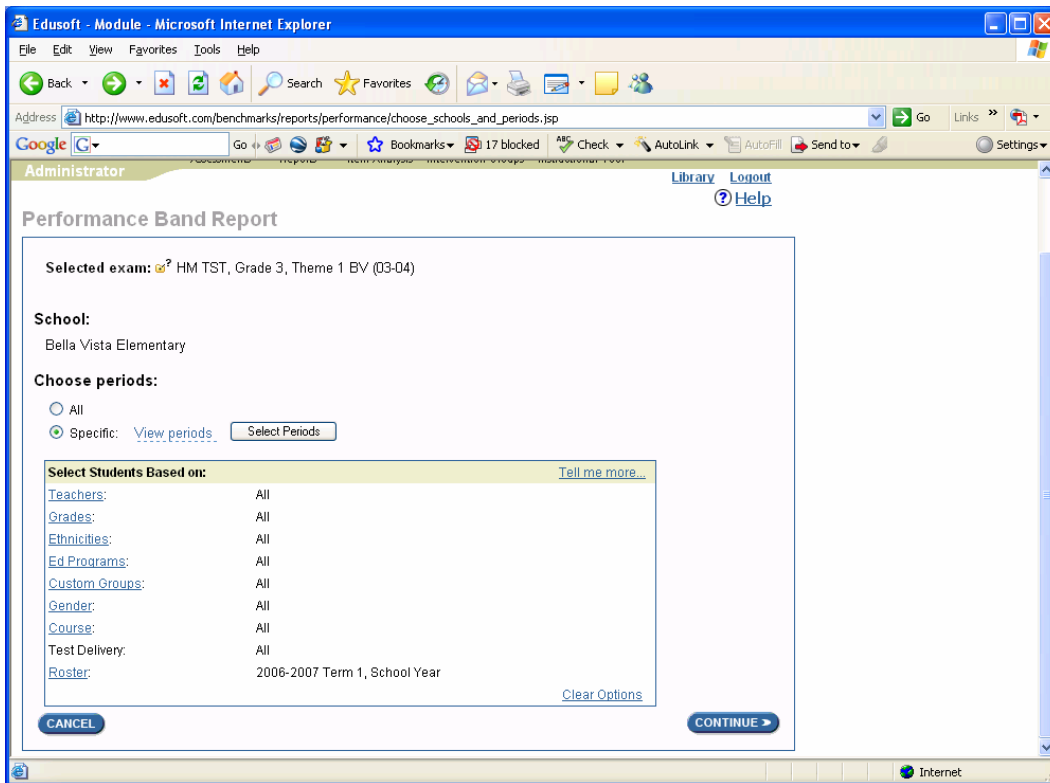 Edusoft - Module - Microsoft Internet Explorer
File Edit View Favorites Tools Help
Back Search Favorites
Address http://www.edusoft.com/benchmarks/reports/performance/choose_schools_and_periods.jsp Go Links »
Google G Go Bookmarks 17 blocked ABC Check AutoLink AutoFill Send to Settings
Administrator
Library Logout
? Help
Performance Band Report
Selected exam: ? HM TST, Grade 3, Theme 1 BV (03-04)
School:
Bella Vista Elementary
Choose periods:
All
Specific: View periods Select Periods
Select Students Based on: Tell me more...
Teachers: All
Grades: All
Ethnicities: All
Ed Programs: All
Custom Groups: All
Gender: All
Course: All
Test Delivery: All
Roster: 2006-2007 Term 1, School Year
Clear Options
CANCEL CONTINUE
Internet